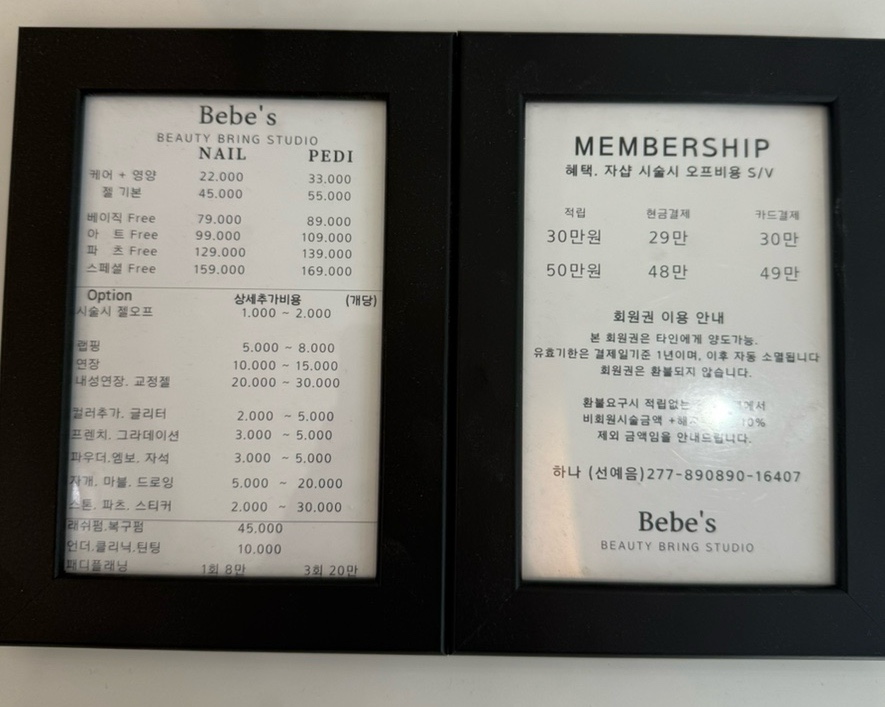 Bebe's
BEAUTY BRING STUDIO
NAIL PEDI
케어 + 영양 22.000 33.000
젤 기본 45.000 55.000
베이직 Free 79.000 89.000
아 트 Free 99.000 109.000
파 츠 Free 129.000 139.000
스페셜 Free 159.000 169.000
Option 상세추가비용 (개당)
시술시 젤오프 1.000 ~ 2.000
랩핑 5.000 ~ 8.000
연장 10.000 ~ 15.000
내성연장. 교정젤 20.000 ~ 30.000
컬러추가. 글리터 2.000 ~ 5.000
프렌치. 그라데이션 3.000 ~ 5.000
파우더.엠보. 자석 3.000 ~ 5.000
자개. 마블. 드로잉 5.000 ~ 20.000
스톤. 파츠. 스티커 2.000 ~ 30.000
래쉬펌.복구펌 45.000
언더.클리닉.틴팅 10.000
패디플래닝 1회 8만 3회 20만
MEMBERSHIP
혜택. 자샵 시술시 오프비용 S/V
적립 현금결제 카드결제
30만원 29만 30만
50만원 48만 49만
회원권 이용 안내
본 회원권은 타인에게 양도가능.
유효기한은 결제일기준 1년이며, 이후 자동 소멸됩니다
회원권은 환불되지 않습니다.
환불요구시 적립없는 에서
비회원시술금액 0%
제외 금액임을 안내드립니다.
하나 (선예음)277-890890-16407
Bebe's
BEAUTY BRING STUDIO